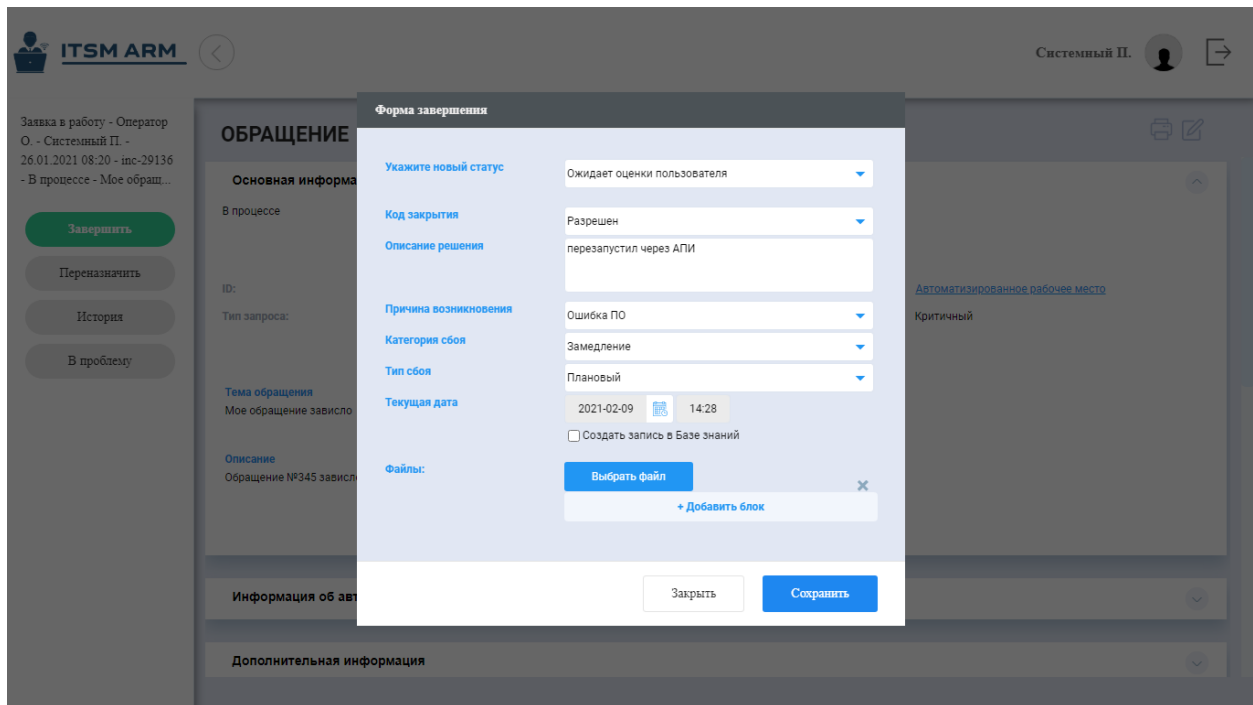 ITSM ARM
Системный П.
Заявка в работу - Оператор
О. - Системный П. -
26.01.2021 08:20 - inc-29136
- В процессе - Мое обращ...
Завершить
Переназначить
История
В проблему
ОБРАЩЕНИЕ
Основная информа
В процессе
ID:
Тип запроса:
Автоматизированное рабочее место
Критичный
Тема обращения
Мое обращение зависло
Описание
Обращение №345 зависл
Информация об авт
Дополнительная информация
Форма завершения
Укажите новый статус
Ожидает оценки пользователя
Код закрытия
Разрешен
Описание решения
перезапустил через АПИ
Причина возникновения
Ошибка ПО
Категория сбоя
Замедление
Тип сбоя
Плановый
Текущая дата
2021-02-09 14:28
Создать запись в Базе знаний
Файлы:
Выбрать файл
+ Добавить блок
Закрыть
Сохранить